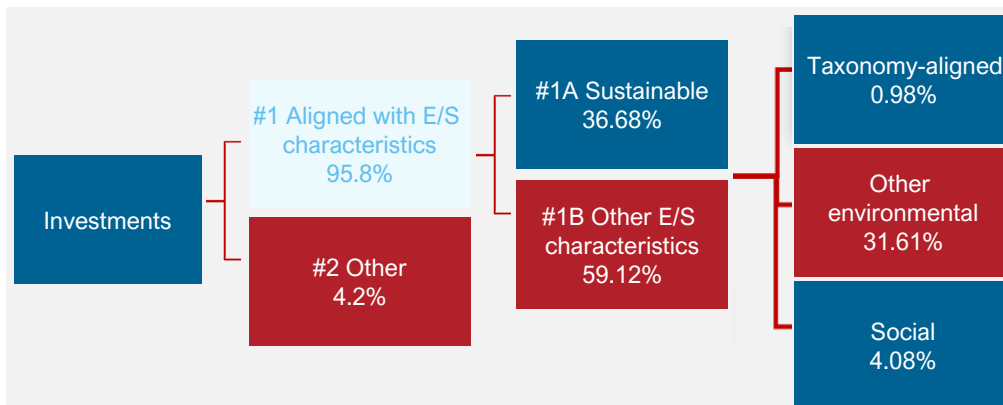 Investments
#1 Aligned with E/S
characteristics
95.8%
#2 Other
4.2%
#1A Sustainable
36.68%
#1B Other E/S
characteristics
59.12%
Taxonomy-aligned
0.98%
Other
environmental
31.61%
Social
4.08%